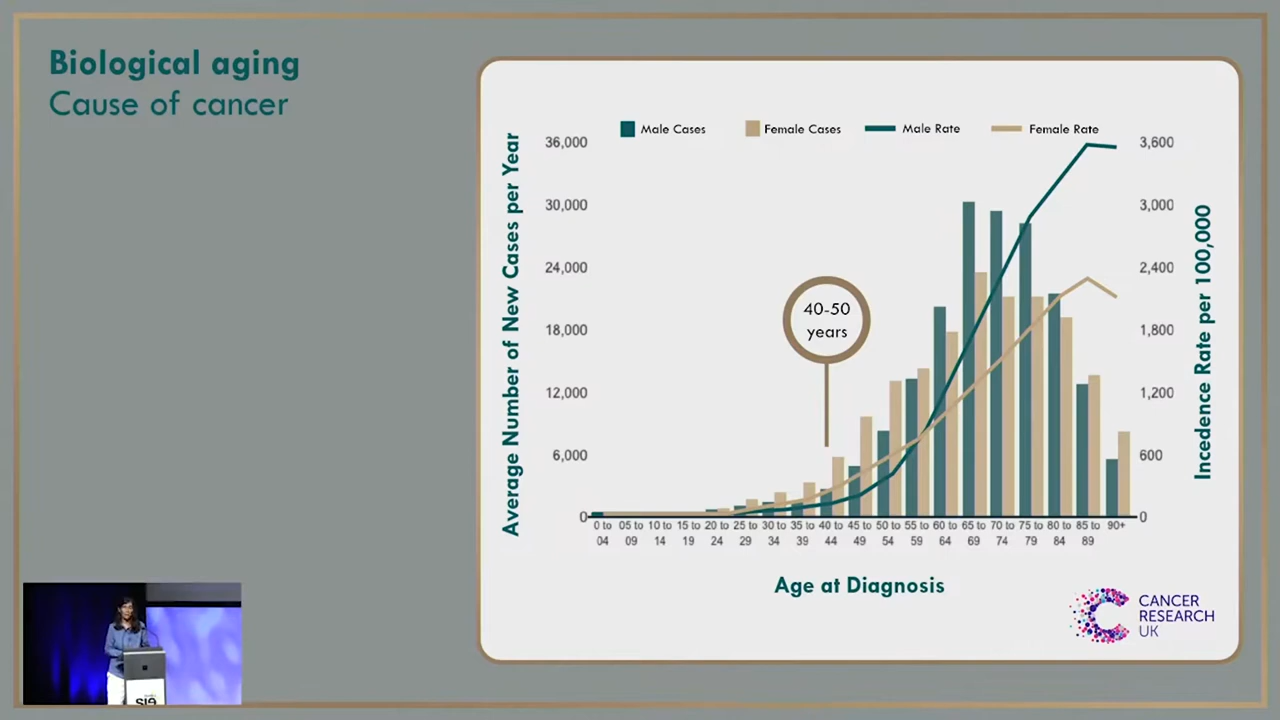 Biological aging
Cause of cancer
Male Cases
Female Cases
Male Rate
Female Rate
Average Number of New Cases per Year
36,000
30,000
24,000
18,000
12,000
6,000
0
40-50
years
3,600
3,000
2,400
1,800
1,200
600
0
Incedence Rate per 100,000
0 to 05 to 10 to 15 to 20 to 25 to 30 to 35 to 40 to 45 to 50 to 55 to 60 to 65 to 70 to 75 to 80 to 85 to 90+
04 09 14 19 24 29 34 39 44 49 54 59 64 69 74 79 84 89
Age at Diagnosis
CANCER
RESEARCH
UK